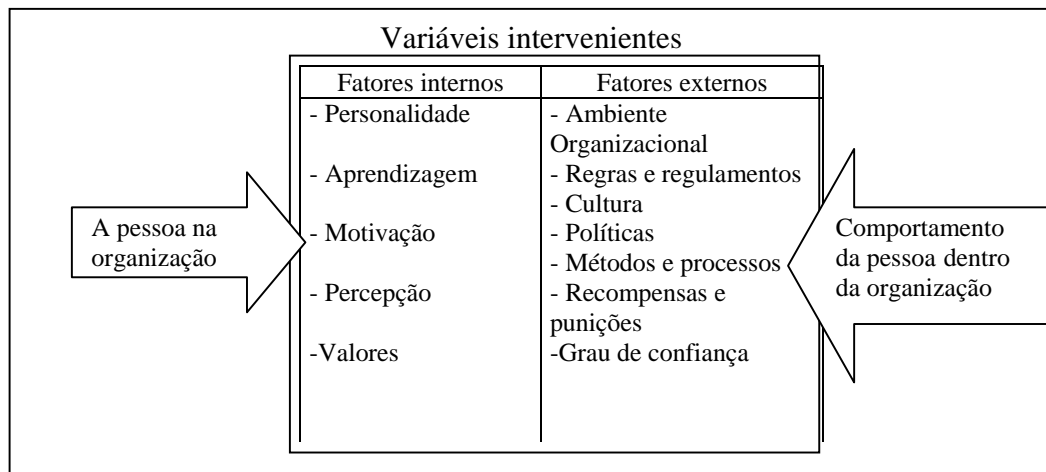 Variáveis intervenientes
Fatores internos
- Personalidade
- Aprendizagem
- Motivação
- Percepção
-Valores
Fatores externos
- Ambiente
Organizacional
- Regras e regulamentos
- Cultura
- Políticas
- Métodos e processos
- Recompensas e
punições
-Grau de confiança
A pessoa na
organização
Comportamento
da pessoa dentro
da organização